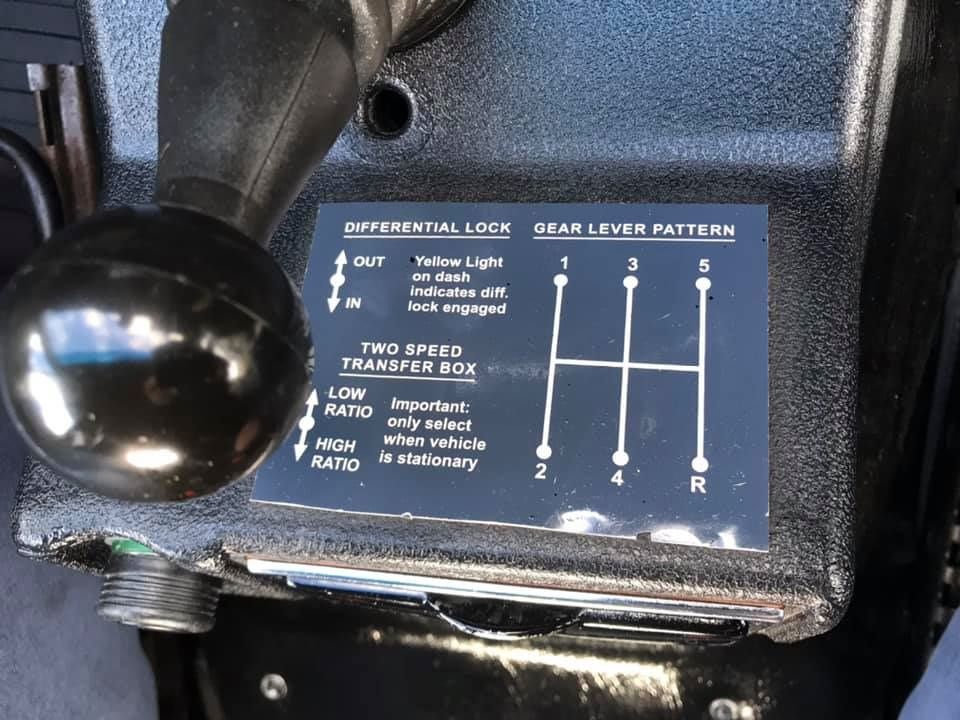 DIFFERENTIAL LOCK
OUT
IN
Yellow Light
on dash
indicates diff.
lock engaged
TWO SPEED
TRANSFER BOX
LOW
RATIO
HIGH
RATIO
Important:
only select
when vehicle
is stationary
GEAR LEVER PATTERN
1 3 5
2 4 R